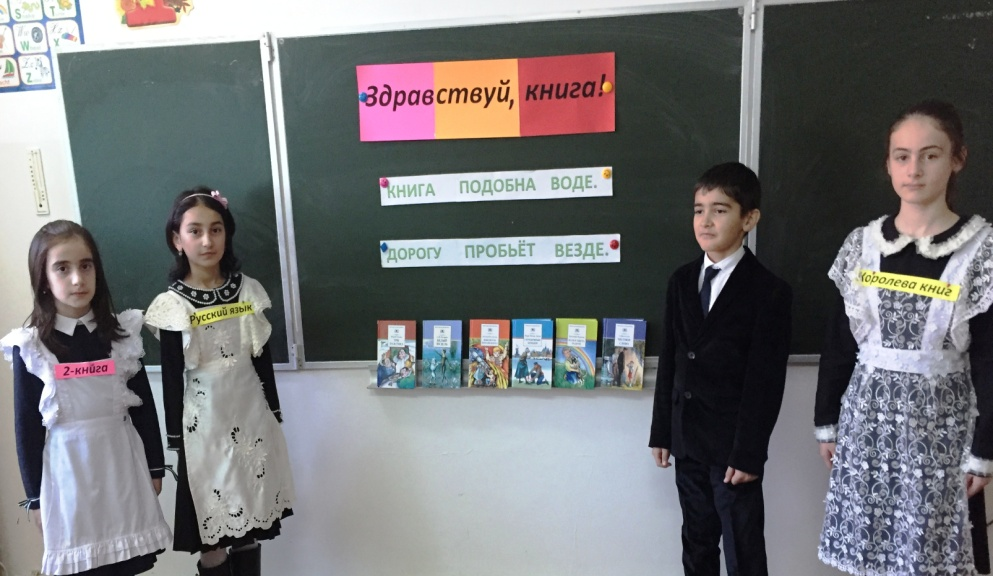 Здравствуй, книга!
КНИГА ПОДОБНА ВОДЕ.
ДОРОГУ ПРОБЬЁТ ВЕЗДЕ.
Русский язык
Королева книг
2-книга
S
T
W
X
Z